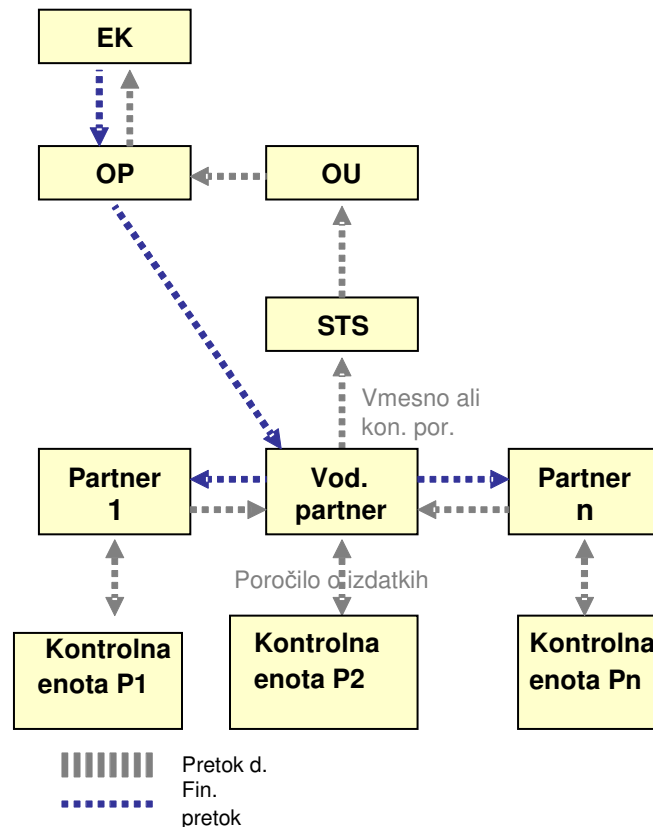 EK
OP
OU
STS
Vmesno ali
kon. por.
Partner
1
Vod.
partner
Partner
n
Poročilo o izdatkih
Kontrolna
enota P1
Kontrolna
enota P2
Kontrolna
enota Pn
Pretok d.
Fin.
pretok